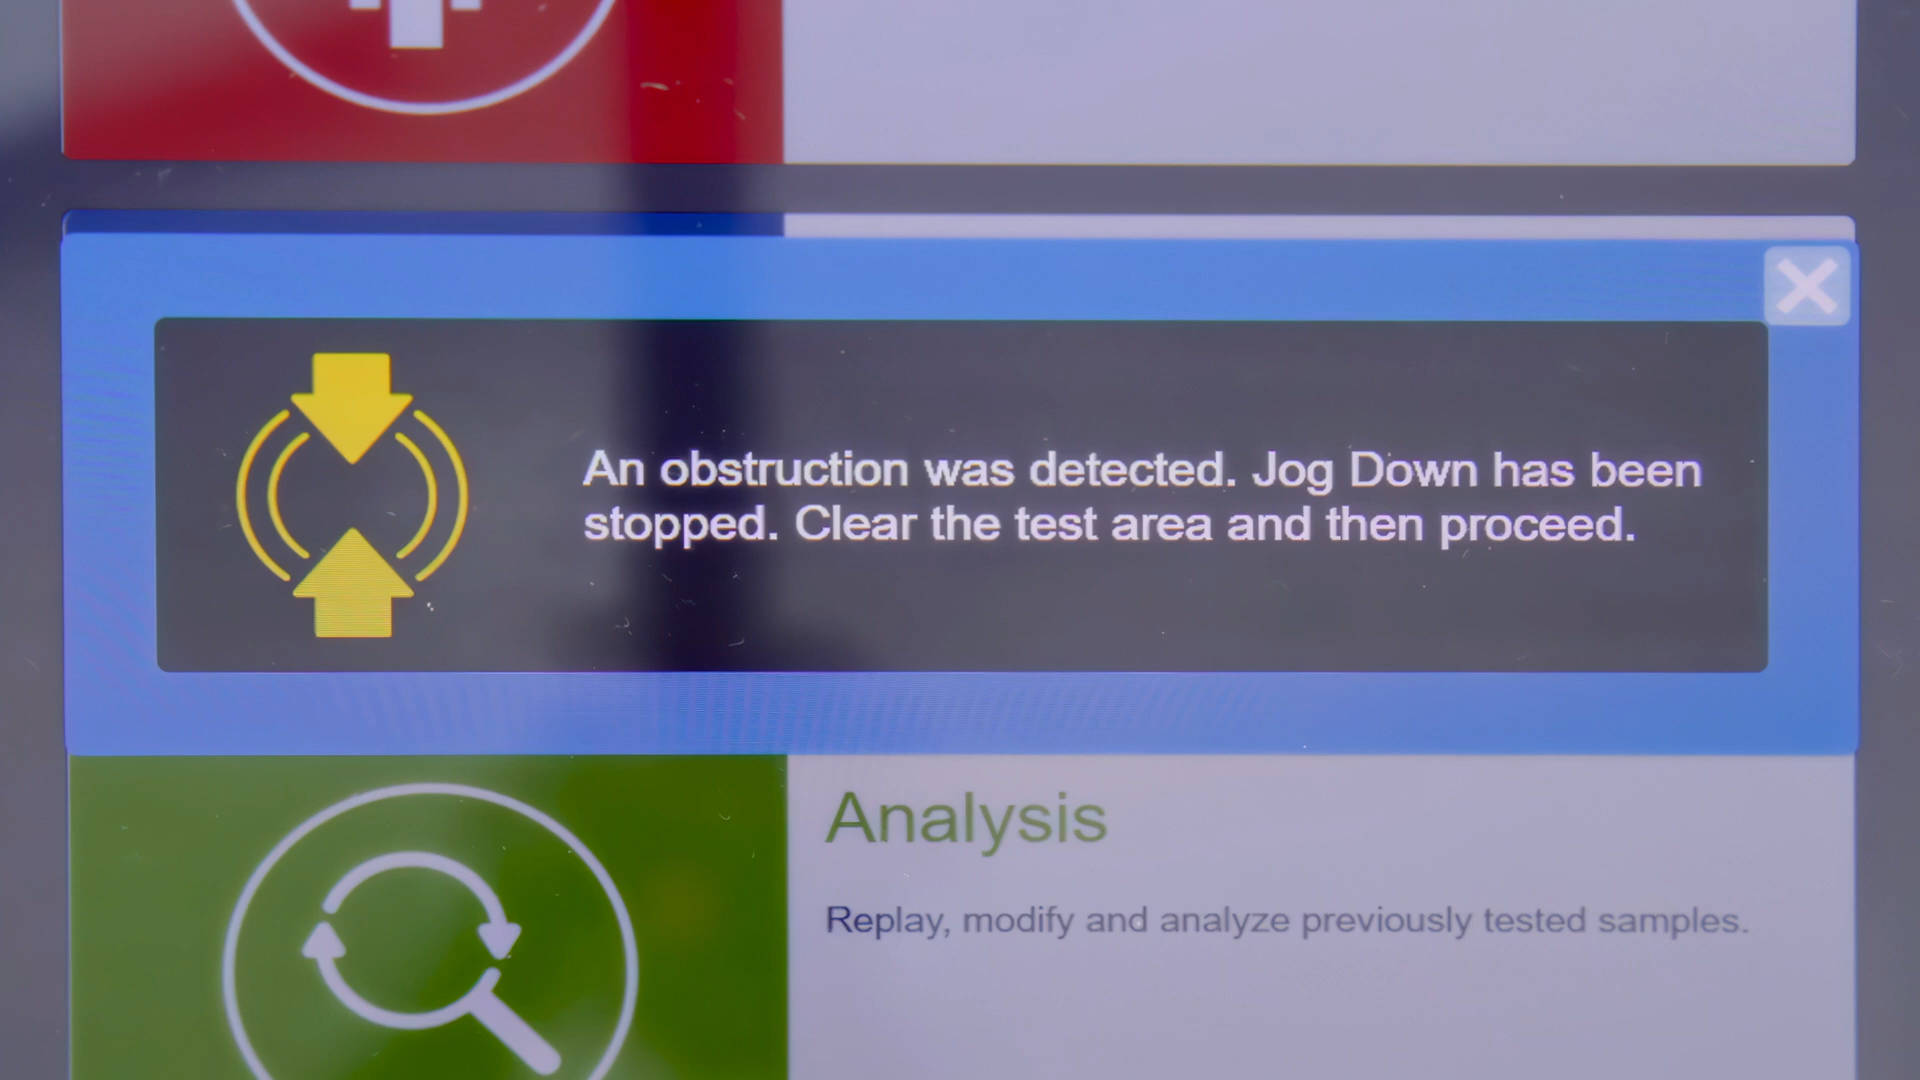 An obstruction was detected. Jog Down has been
stopped. Clear the test area and then proceed.
Analysis
Replay, modify and analyze previously tested samples.